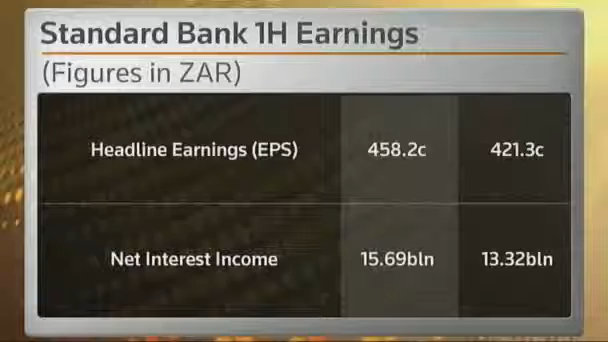 Standard Bank 1H Earnings
(Figures in ZAR)
Headline Earnings (EPS) 458.2c 421.3c
Net Interest Income 15.69bln 13.32bln